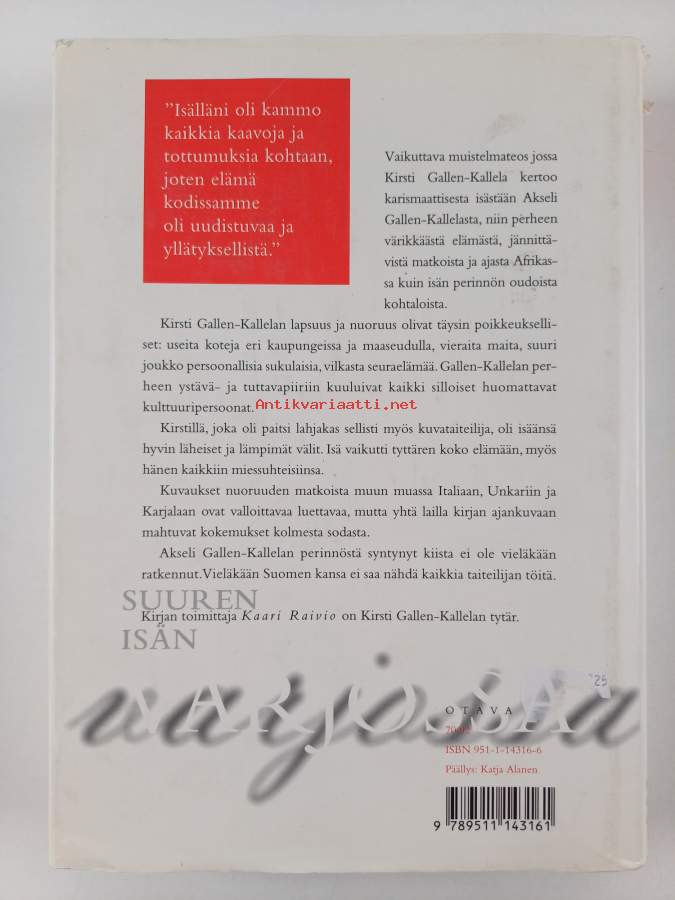 ”Isälläni oli kammo
kaikkia kaavoja ja
tottumuksia kohtaan,
joten elämä
kodissamme
oli uudistuvaa ja
yllätyksellistä.”
Vaikuttava muistelmateos jossa
Kirsti Gallen-Kallela kertoo
karismaattisesta isästään Akseli
Gallen-Kallelasta, niin perheen
värikkäästä elämästä, jännittä-
vistä matkoista ja ajasta Afrikas-
sa kuin isän perinnön oudoista
kohtaloista.
Kirsti Gallen-Kallelan lapsuus ja nuoruus olivat täysin poikkeukselli-
set: useita koteja eri kaupungeissa ja maaseudulla, vieraita maita, suuri
joukko persoonallisia sukulaisia, vilkasta seuraelämää. Gallen-Kallelan per-
heen ystävä- ja tuttavapiiriin kuuluivat kaikki silloiset huomattavat
kulttuuripersoonat.
Antikvariaatti.net
Kirstillä, joka oli paitsi lahjakas sellisti myös kuvataiteilija, oli isäänsä
hyvin läheiset ja lämpimät välit. Isä vaikutti tyttären koko elämään, myös
hänen kaikkiin miessuhteisiinsa.
Kuvaukset nuoruuden matkoista muun muassa Italiaan, Unkariin ja
Karjalaan ovat valloittavaa luettavaa, mutta yhtä lailla kirjan ajankuvaan
mahtuvat kokemukset kolmesta sodasta.
Akseli Gallen-Kallelan perinnöstä syntynyt kiista ei ole vieläkään
ratkennut. Vieläkään Suomen kansa ei saa nähdä kaikkia taiteilijan töitä.
SUUREN
Kirjan toimittaja Kaari Raivio on Kirsti Gallen-Kallelan tytär.
ISÄN
VARJOSSA
varjossa
25
OTAVA
ISBN 951-1-14316-6
Päällys: Katja Alanen
9 789511 143161